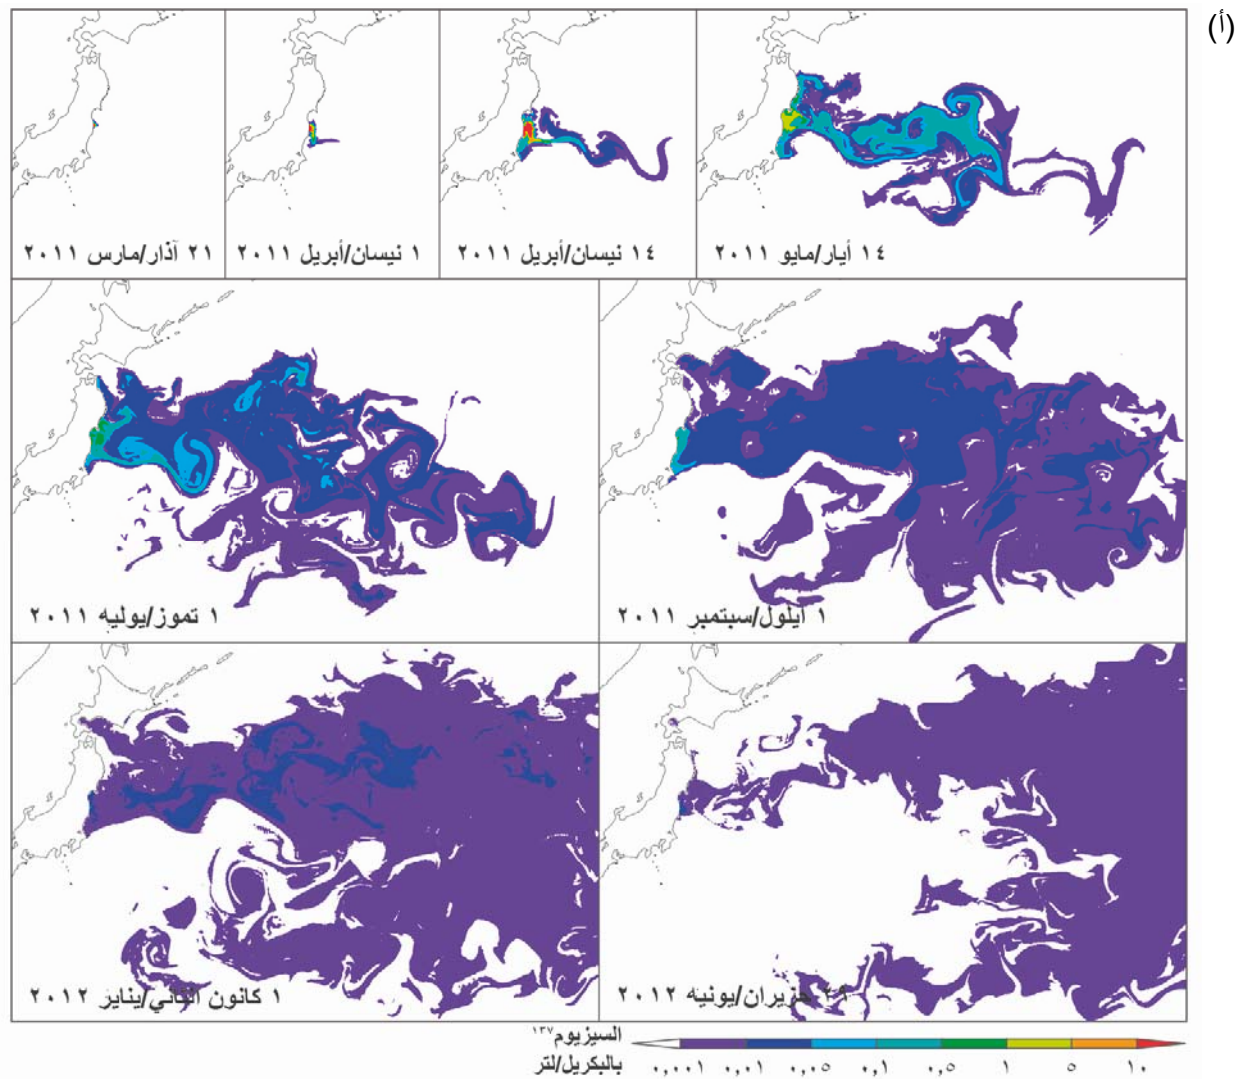 (أ)
٢١ آذار/مارس ٢٠١١
١ نيسان/أبريل ٢٠١١
١٤ نيسان/أبريل ٢٠١١
١٤ أيار/مايو ٢٠١١
١ تموز/يوليه ٢٠١١
١ أيلول/سبتمبر ٢٠١١
١ كانون الثاني/يناير ٢٠١٢
٢٩ حزيران/يونيه ٢٠١٢
السيزيوم١٣٧
بالبكريل/لتر
٠,٠٠١ ٠,٠١ ٠,٠٥ ٠,١ ٠,٥ ١ ٥ ١٠